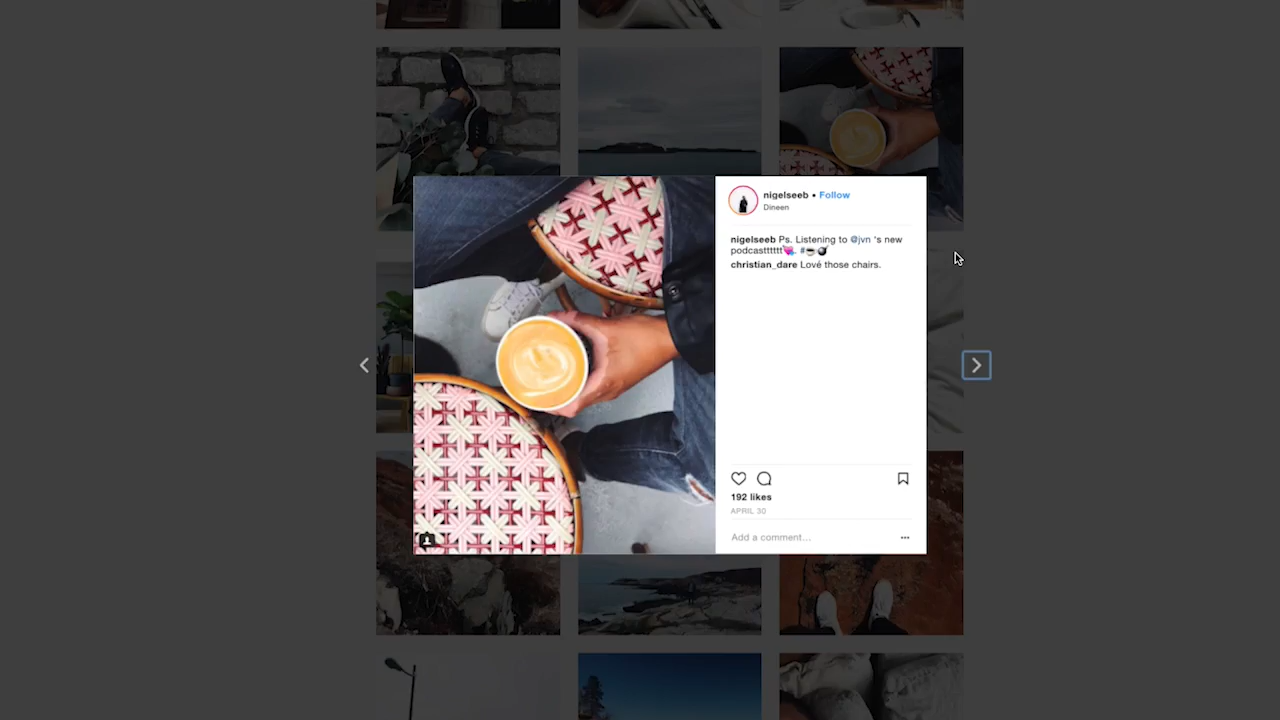 nigelseeb • Follow
Dineen
nigelseeb Ps. Listening to @jvn 's new
podcastttttt💘. #☕💣
christian_dare Lové those chairs.
192 likes
APRIL 30
Add a comment...